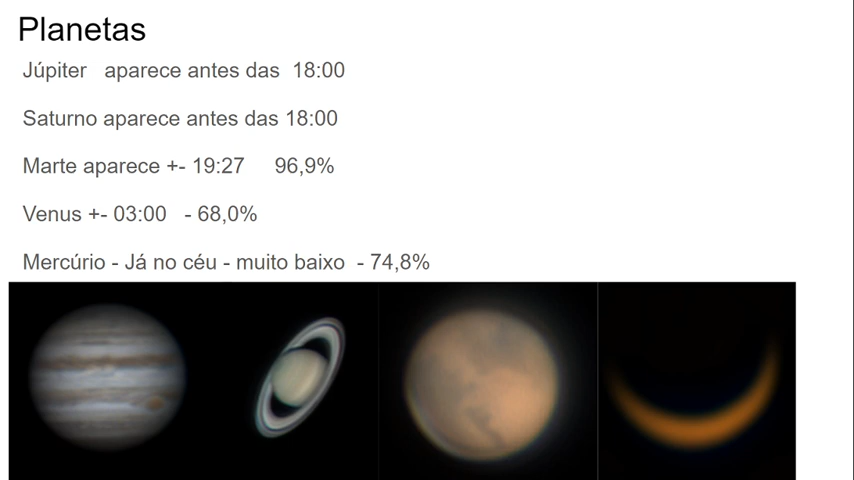 Planetas
Júpiter aparece antes das 18:00
Saturno aparece antes das 18:00
Marte aparece +- 19:27 96,9%
Venus +- 03:00 - 68,0%
Mercúrio - Já no céu - muito baixo - 74,8%